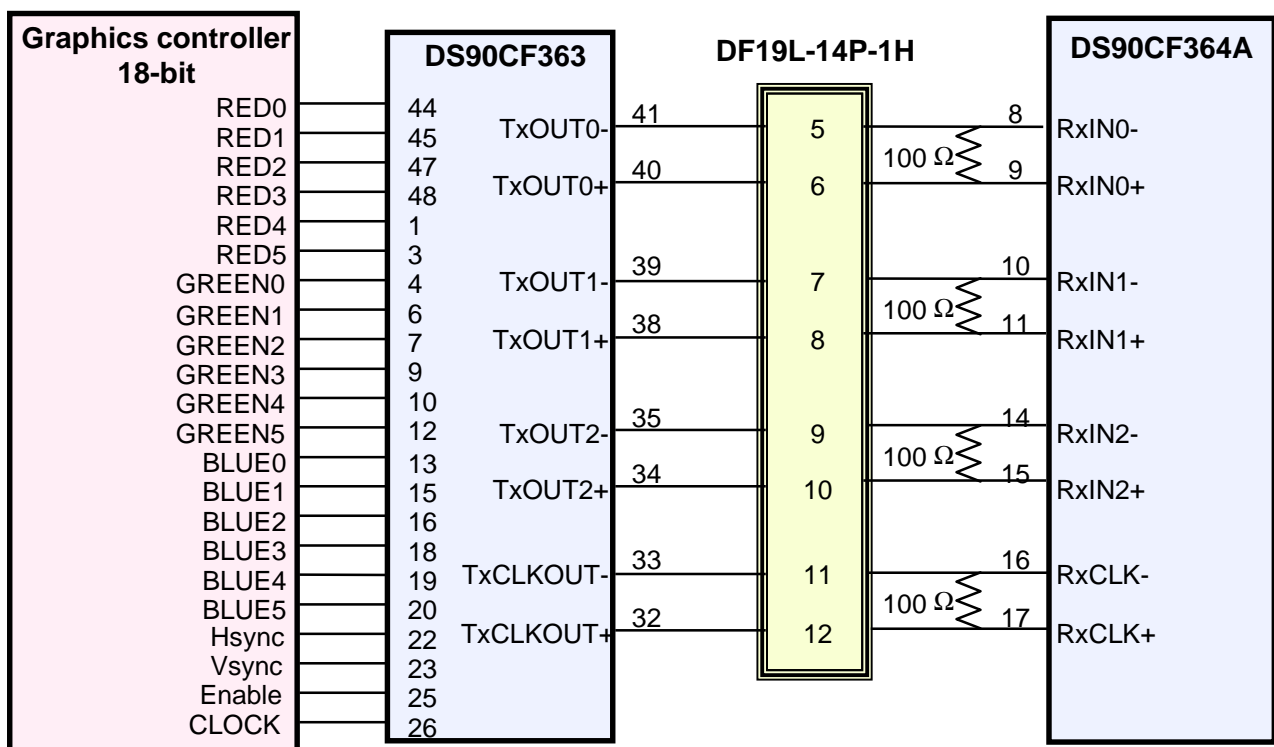 Graphics controller
18-bit
RED0
RED1
RED2
RED3
RED4
RED5
GREEN0
GREEN1
GREEN2
GREEN3
GREEN4
GREEN5
BLUE0
BLUE1
BLUE2
BLUE3
BLUE4
BLUE5
Hsync
Vsync
Enable
CLOCK
DS90CF363
44
45
47
48
1
3
4
6
7
9
10
12
13
15
16
18
19
20
22
23
25
26
TxOUT0-
TxOUT0+
TxOUT1-
TxOUT1+
TxOUT2-
TxOUT2+
TxCLKOUT-
TxCLKOUT+
41
40
39
38
35
34
33
32
DF19L-14P-1H
5
6
7
8
9
10
11
12
100 Ω
100 Ω
100 Ω
100 Ω
8
9
10
11
14
15
16
17
DS90CF364A
RxIN0-
RxIN0+
RxIN1-
RxIN1+
RxIN2-
RxIN2+
RxCLK-
RxCLK+